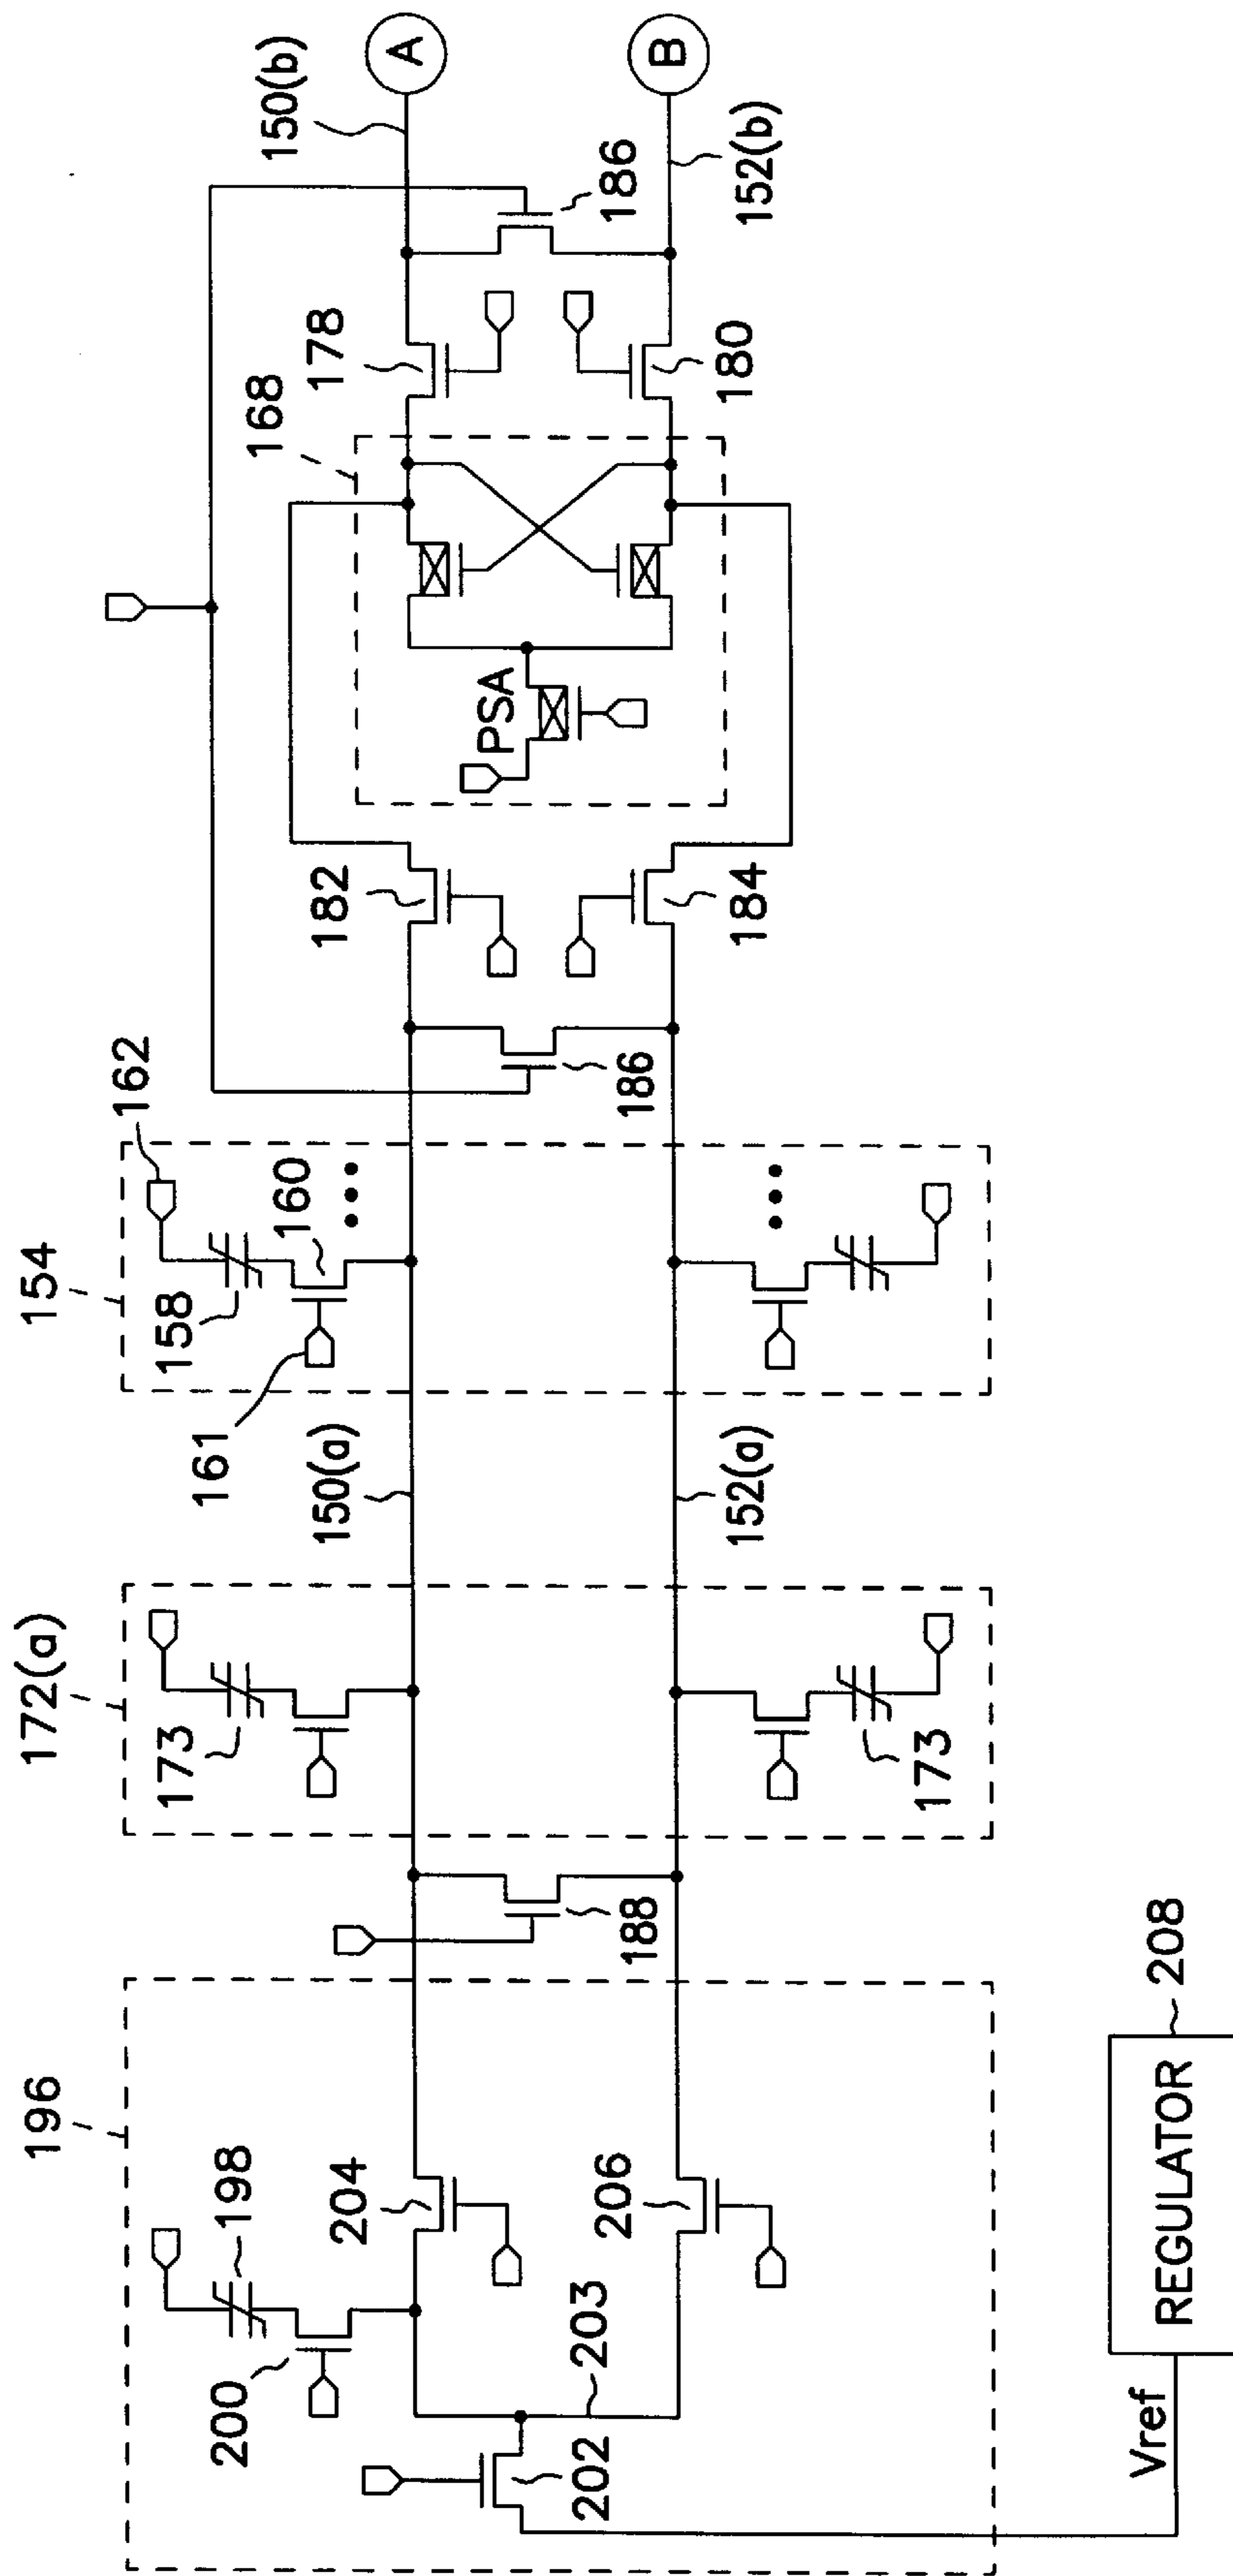 196
172(a)
154
162
200
198
173
158
161
160
204
150(a)
182
168
178
150(b)
A
PSA
202
203
188
186
186
206
152(a)
184
180
152(b)
B
173
Vref
REGULATOR
208